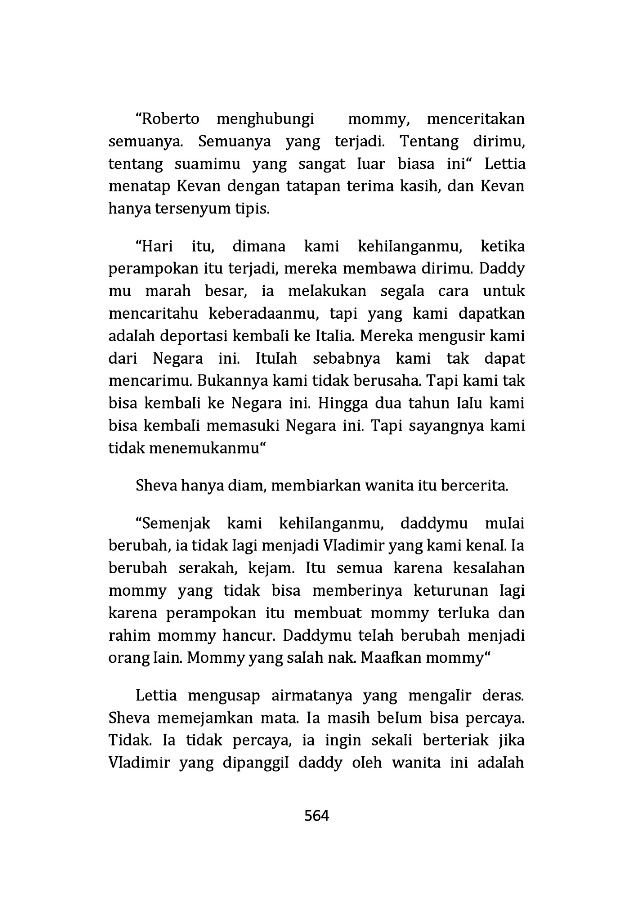 “Roberto menghubungi mommy, menceritakan
semuanya. Semuanya yang terjadi. Tentang dirimu,
tentang suamimu yang sangat luar biasa ini“ Lettia
menatap Kevan dengan tatapan terima kasih, dan Kevan
hanya tersenyum tipis.
“Hari itu, dimana kami kehilanganmu, ketika
perampokan itu terjadi, mereka membawa dirimu. Daddy
mu marah besar, ia melakukan segala cara untuk
mencaritahu keberadaanmu, tapi yang kami dapatkan
adalah deportasi kembali ke Italia. Mereka mengusir kami
dari Negara ini. Itulah sebabnya kami tak dapat
mencarimu. Bukannya kami tidak berusaha. Tapi kami tak
bisa kembali ke Negara ini. Hingga dua tahun lalu kami
bisa kembali memasuki Negara ini. Tapi sayangnya kami
tidak menemukanmu“
Sheva hanya diam, membiarkan wanita itu bercerita.
“Semenjak kami kehilanganmu, daddymu mulai
berubah, ia tidak lagi menjadi Vladimir yang kami kenal. Ia
berubah serakah, kejam. Itu semua karena kesalahan
mommy yang tidak bisa memberinya keturunan lagi
karena perampokan itu membuat mommy terluka dan
rahim mommy hancur. Daddymu telah berubah menjadi
orang lain. Mommy yang salah nak. Maafkan mommy“
Lettia mengusap airmatanya yang mengalir deras.
Sheva memejamkan mata. Ia masih belum bisa percaya.
Tidak. Ia tidak percaya, ia ingin sekali berteriak jika
Vladimir yang dipanggil daddy oleh wanita ini adalah
564